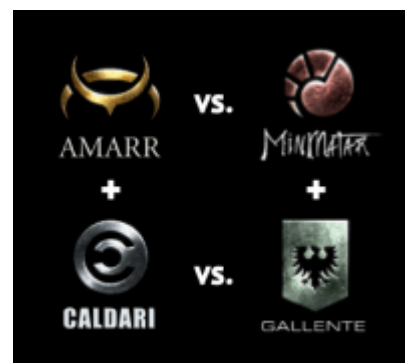 AMARR vs. MINMATAR
+ +
CALDARI vs. GALLENTE